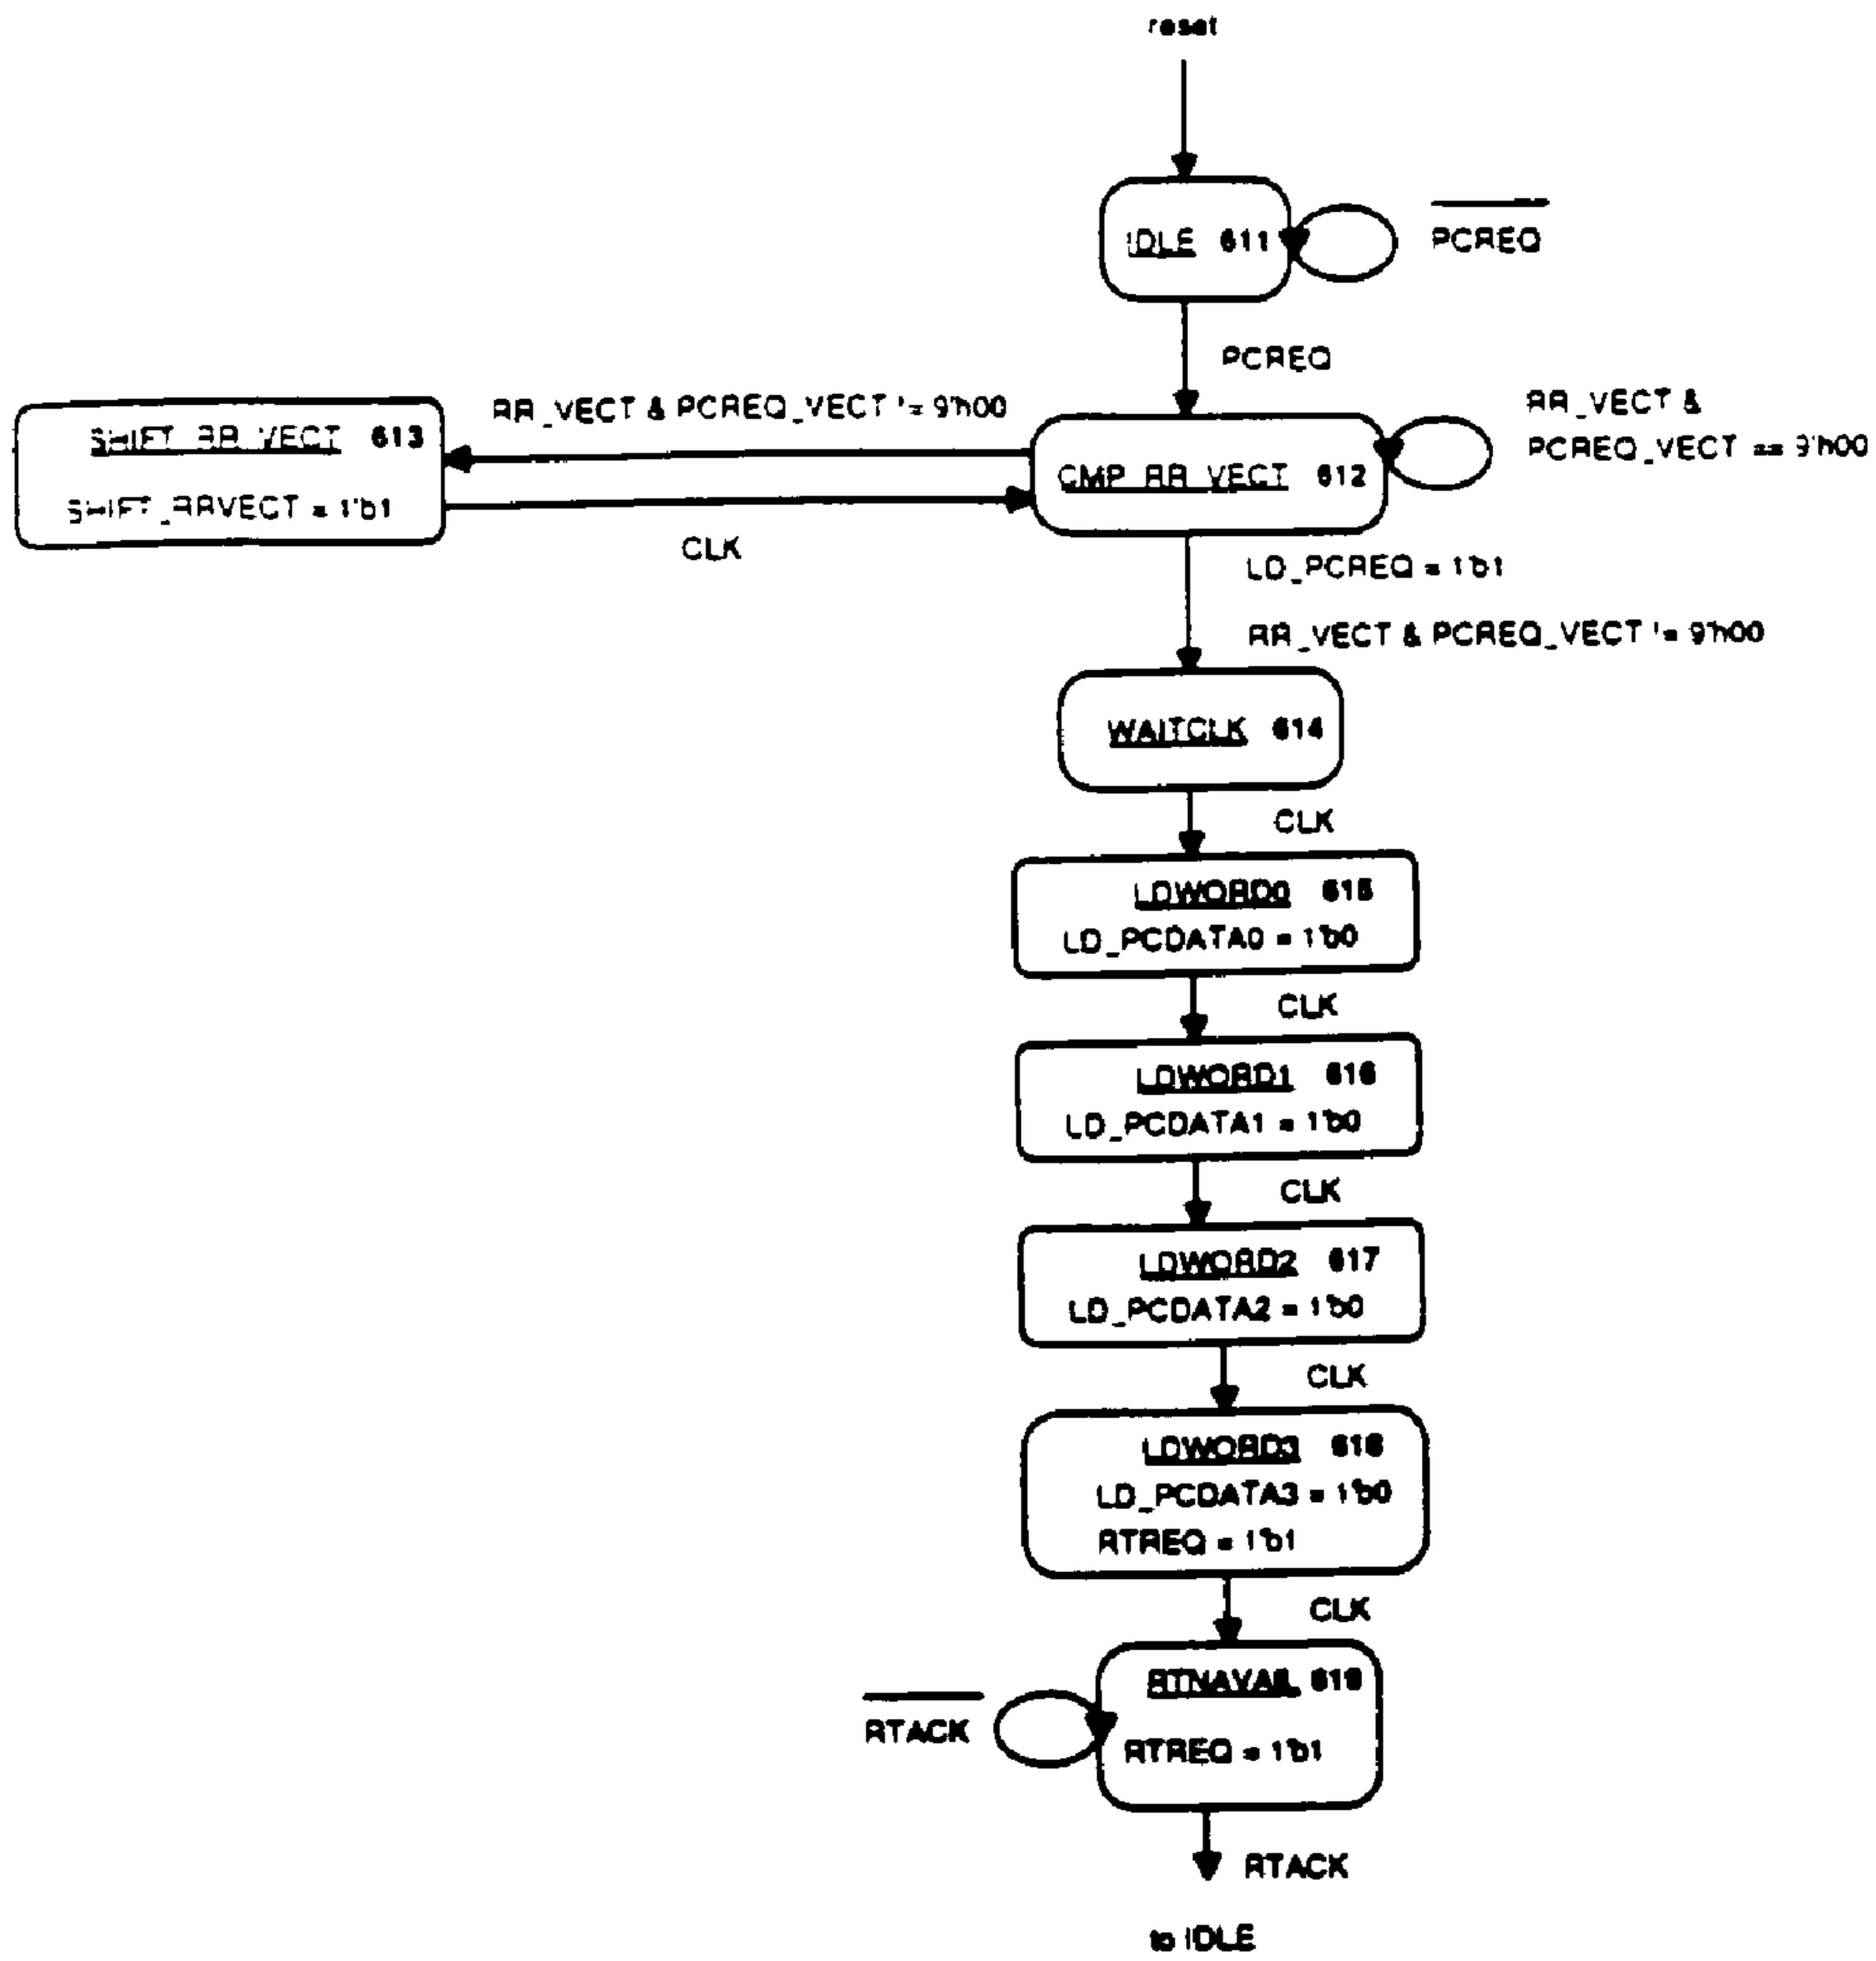 reset
IDLE 611
PCREQ
PCREQ
RR_VECT & PCREQ_VECT != 9'h00
RR_VECT &
PCREQ_VECT == 9'h00
SHIFT_RR_VECT 613
SHIFT_RRVECT = 1'b1
CMP_RR_VECT 612
CLK
LD_PCREQ = 1'b1
RR_VECT & PCREQ_VECT != 9'h00
WAITCLK 614
CLK
LDWORD0 615
LD_PCDATA0 = 1'b0
CLK
LDWORD1 616
LD_PCDATA1 = 1'b0
CLK
LDWORD2 617
LD_PCDATA2 = 1'b0
CLK
LDWORD3 618
LD_PCDATA3 = 1'b0
RTREQ = 1'b1
CLK
RTNAVAIL 619
RTACK
RTREQ = 1'b1
RTACK
to IDLE